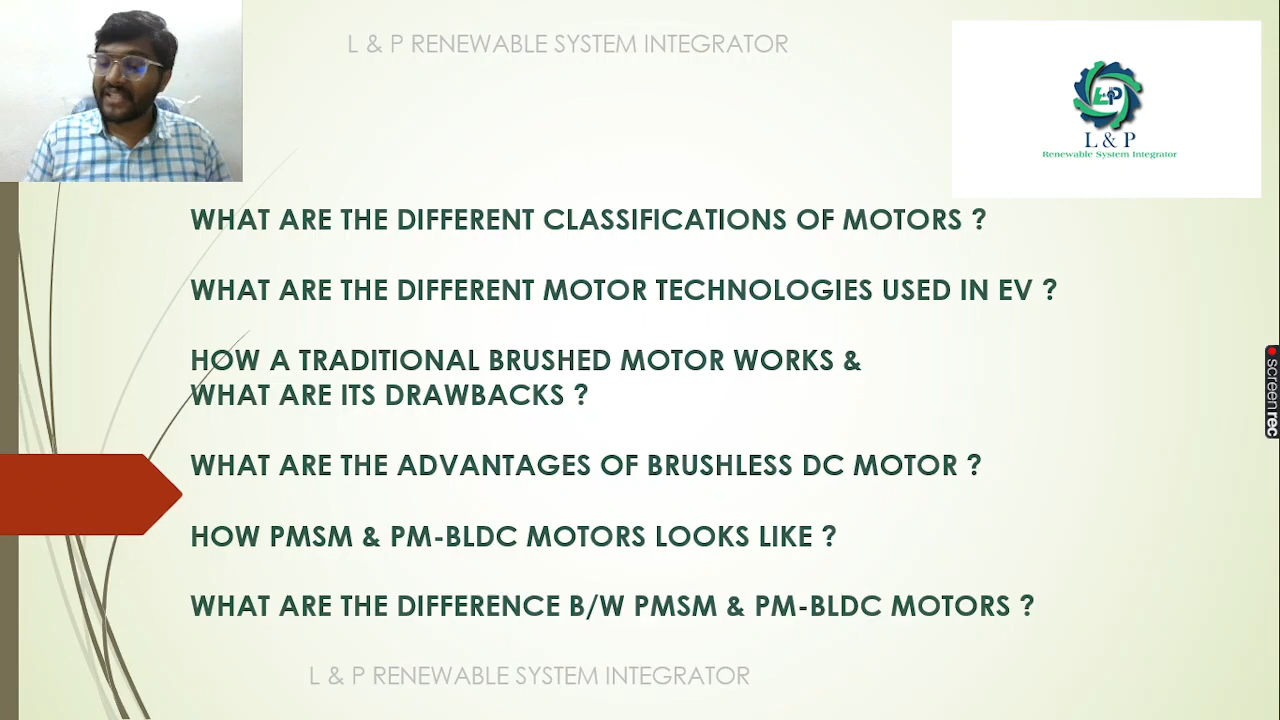 L & P RENEWABLE SYSTEM INTEGRATOR
L&P
L & P
Renewable System Integrator
WHAT ARE THE DIFFERENT CLASSIFICATIONS OF MOTORS ?
WHAT ARE THE DIFFERENT MOTOR TECHNOLOGIES USED IN EV ?
HOW A TRADITIONAL BRUSHED MOTOR WORKS &
WHAT ARE ITS DRAWBACKS ?
WHAT ARE THE ADVANTAGES OF BRUSHLESS DC MOTOR ?
HOW PMSM & PM-BLDC MOTORS LOOKS LIKE ?
WHAT ARE THE DIFFERENCE B/W PMSM & PM-BLDC MOTORS ?
L & P RENEWABLE SYSTEM INTEGRATOR
screenrec